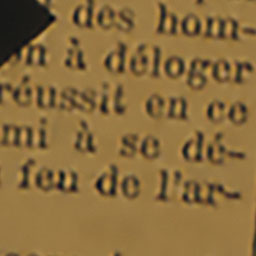 des hom-
à déloger
réussit en ce
mi à se dé-
feu de l'ar-